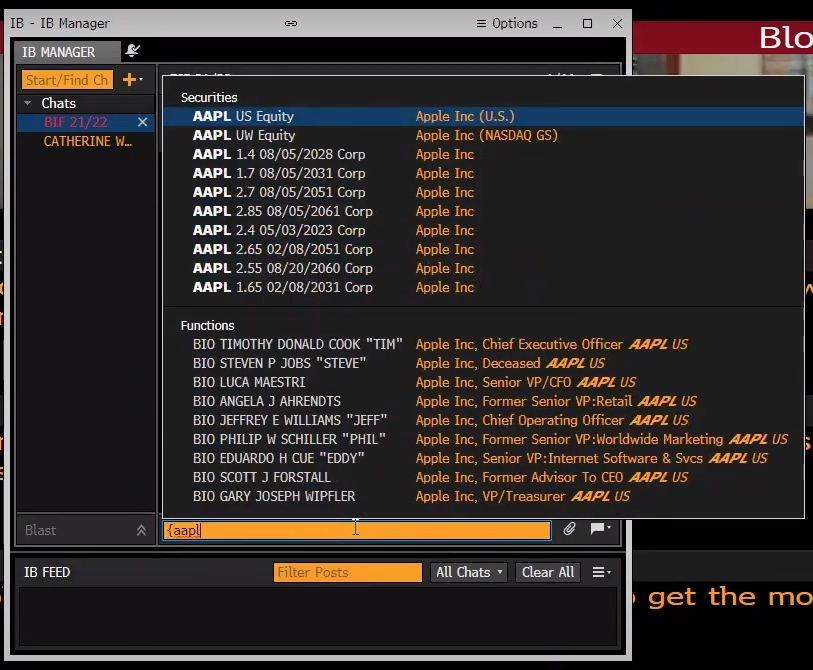 IB - IB Manager
Options
Blo
IB MANAGER
Start/Find Ch
Chats
BIF 21/22
CATHERINE W...
Securities
AAPL US Equity Apple Inc (U.S.)
AAPL UW Equity Apple Inc (NASDAQ GS)
AAPL 1.4 08/05/2028 Corp Apple Inc
AAPL 1.7 08/05/2031 Corp Apple Inc
AAPL 2.7 08/05/2051 Corp Apple Inc
AAPL 2.85 08/05/2061 Corp Apple Inc
AAPL 2.4 05/03/2023 Corp Apple Inc
AAPL 2.65 02/08/2051 Corp Apple Inc
AAPL 2.55 08/20/2060 Corp Apple Inc
AAPL 1.65 02/08/2031 Corp Apple Inc
Functions
BIO TIMOTHY DONALD COOK "TIM" Apple Inc, Chief Executive Officer AAPL US
BIO STEVEN P JOBS "STEVE" Apple Inc, Deceased AAPL US
BIO LUCA MAESTRI Apple Inc, Senior VP/CFO AAPL US
BIO ANGELA J AHRENDTS Apple Inc, Former Senior VP:Retail AAPL US
BIO JEFFREY E WILLIAMS "JEFF" Apple Inc, Chief Operating Officer AAPL US
BIO PHILIP W SCHILLER "PHIL" Apple Inc, Former Senior VP:Worldwide Marketing AAPL US
BIO EDUARDO H CUE "EDDY" Apple Inc, Senior VP:Internet Software & Svcs AAPL US
BIO SCOTT J FORSTALL Apple Inc, Former Advisor To CEO AAPL US
BIO GARY JOSEPH WIPFLER Apple Inc, VP/Treasurer AAPL US
Blast
{aapl
IB FEED
Filter Posts
All Chats
Clear All
get the mo